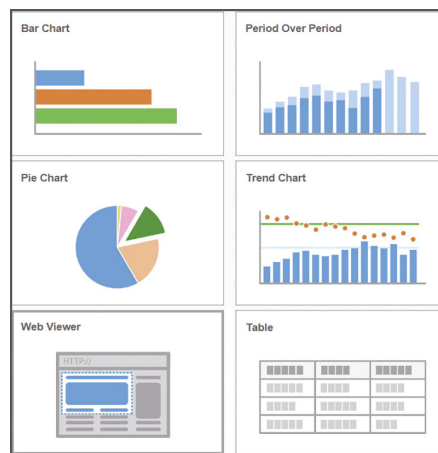 Bar Chart
Period Over Period
Pie Chart
Trend Chart
Web Viewer
HTTP://
Table